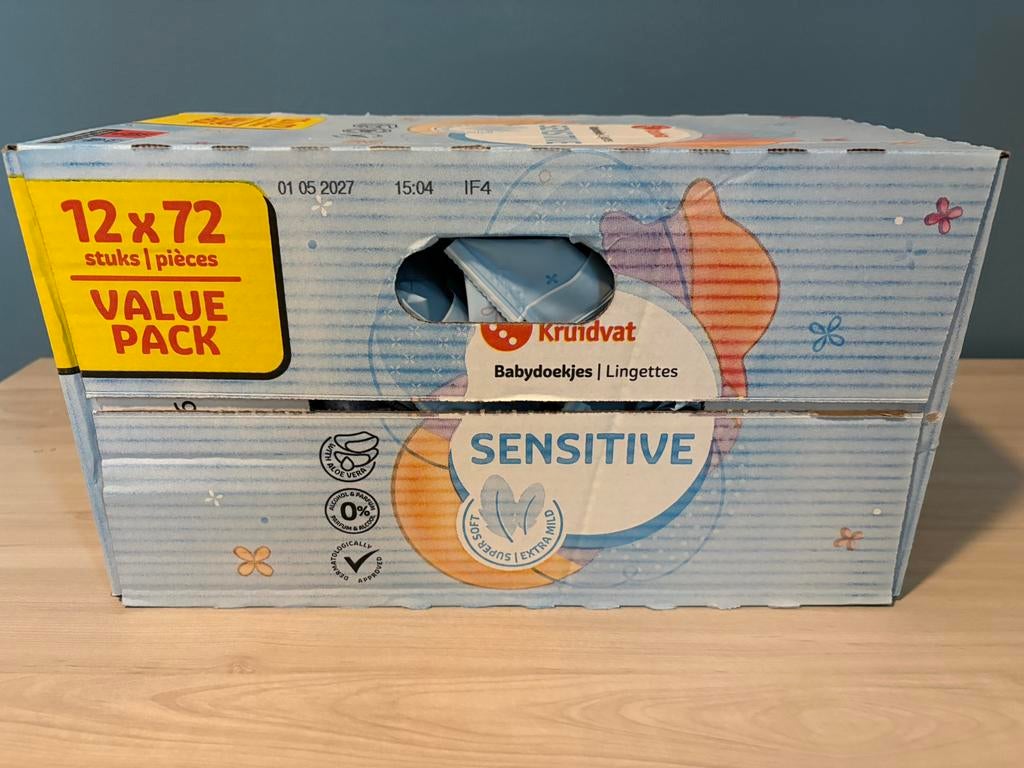 SENSITIVE
01 05 2027 15:04 IF4
12 x 72
stuks | pièces
VALUE
PACK
Kruidvat
Babydoekjes | Lingettes
SENSITIVE
WITH ALOE VERA
ALCOHOL & PARFUM
0%
PARFUM & ALCOOL
SUPER SOFT | EXTRA MILD
DERMATOLOGICALLY
APPROVED